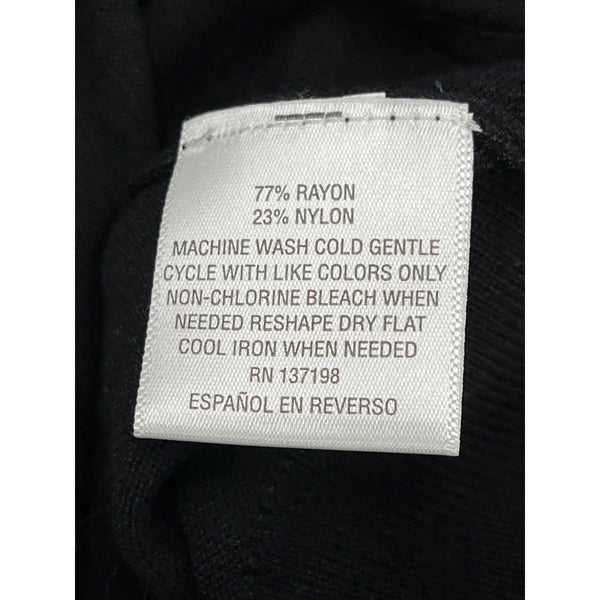 77% RAYON
23% NYLON
MACHINE WASH COLD GENTLE
CYCLE WITH LIKE COLORS ONLY
NON-CHLORINE BLEACH WHEN
NEEDED RESHAPE DRY FLAT
COOL IRON WHEN NEEDED
RN 137198
ESPAÑOL EN REVERSO